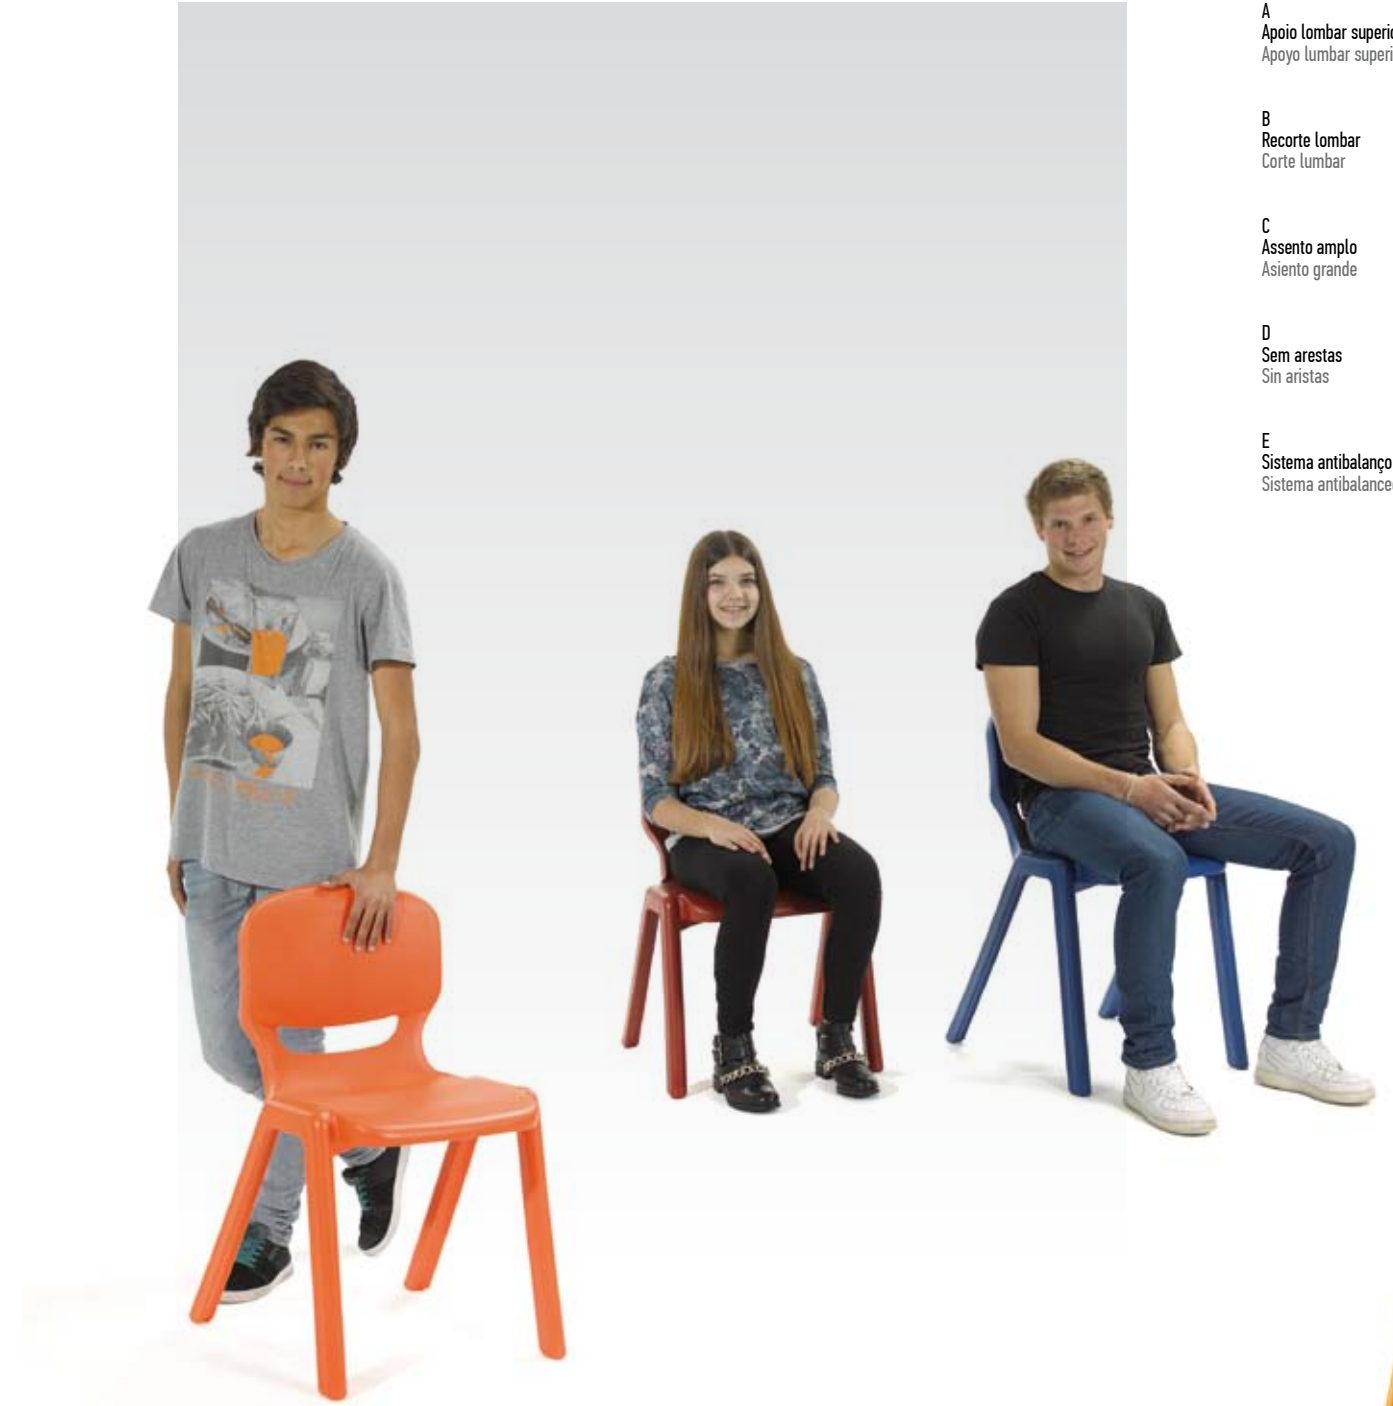 A
Apoio lombar
Apoyo lumbar
B
Recorte lombar
Corte lumbar
C
Assento amplo
Asiento grande
D
Sem arestas
Sin aristas
E
Sistema antibalanço
Sistema